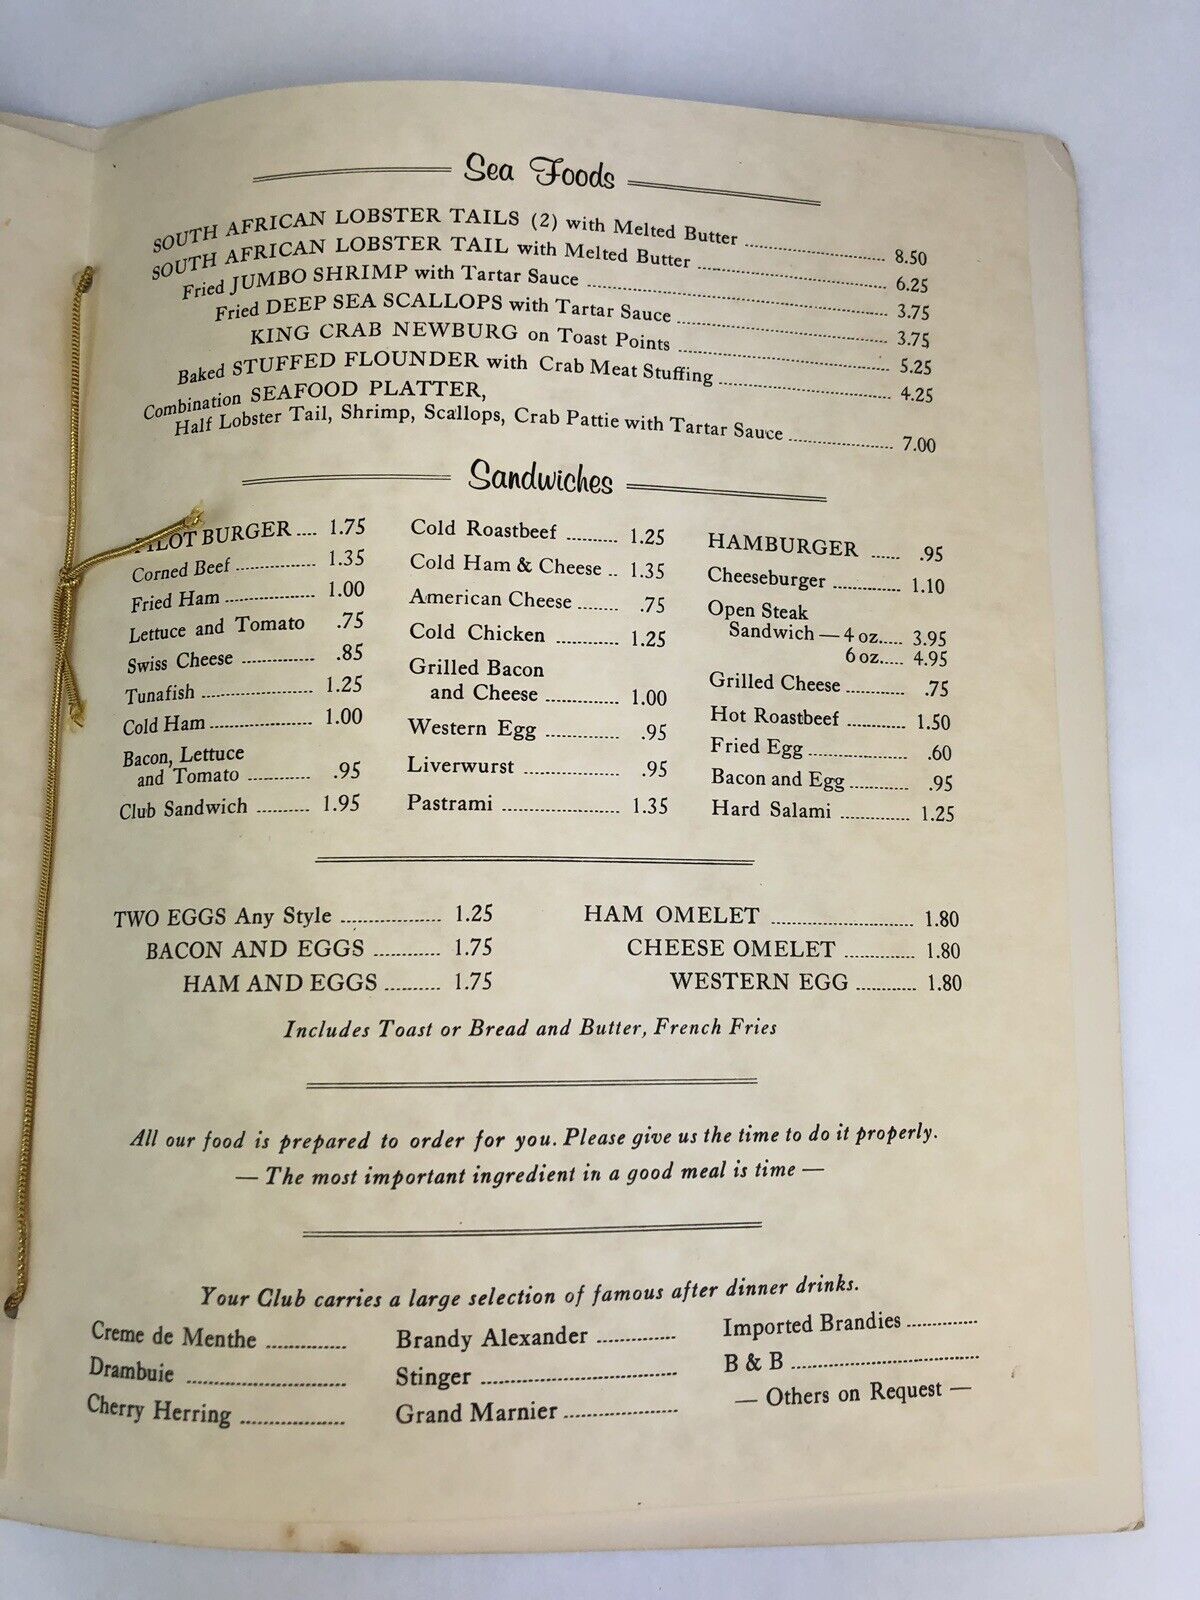 Sea Foods
SOUTH AFRICAN LOBSTER TAILS (2) with Melted Butter 8.50
SOUTH AFRICAN LOBSTER TAIL with Melted Butter 6.25
Fried JUMBO SHRIMP with Tartar Sauce 3.75
Fried DEEP SEA SCALLOPS with Tartar Sauce 3.75
KING CRAB NEWBURG on Toast Points 5.25
Baked STUFFED FLOUNDER with Crab Meat Stuffing 4.25
Combination SEAFOOD PLATTER,
Half Lobster Tail, Shrimp, Scallops, Crab Pattie with Tartar Sauce 7.00
Sandwiches
PILOT BURGER .... 1.75
Corned Beef 1.35
Fried Ham 1.00
Lettuce and Tomato .75
Swiss Cheese .85
Tunafish 1.25
Cold Ham 1.00
Bacon, Lettuce
and Tomato .95
Club Sandwich 1.95
Cold Roastbeef 1.25
Cold Ham & Cheese .. 1.35
American Cheese .75
Cold Chicken 1.25
Grilled Bacon
and Cheese 1.00
Western Egg .95
Liverwurst .95
Pastrami 1.35
HAMBURGER .95
Cheeseburger 1.10
Open Steak
Sandwich — 4 oz. 3.95
6 oz. 4.95
Grilled Cheese .75
Hot Roastbeef 1.50
Fried Egg .60
Bacon and Egg .95
Hard Salami 1.25
TWO EGGS Any Style 1.25
BACON AND EGGS 1.75
HAM AND EGGS 1.75
HAM OMELET 1.80
CHEESE OMELET 1.80
WESTERN EGG 1.80
Includes Toast or Bread and Butter, French Fries
All our food is prepared to order for you. Please give us the time to do it properly.
— The most important ingredient in a good meal is time —
Your Club carries a large selection of famous after dinner drinks.
Creme de Menthe
Drambuie
Cherry Herring
Brandy Alexander
Stinger
Grand Marnier
Imported Brandies
B & B
— Others on Request —